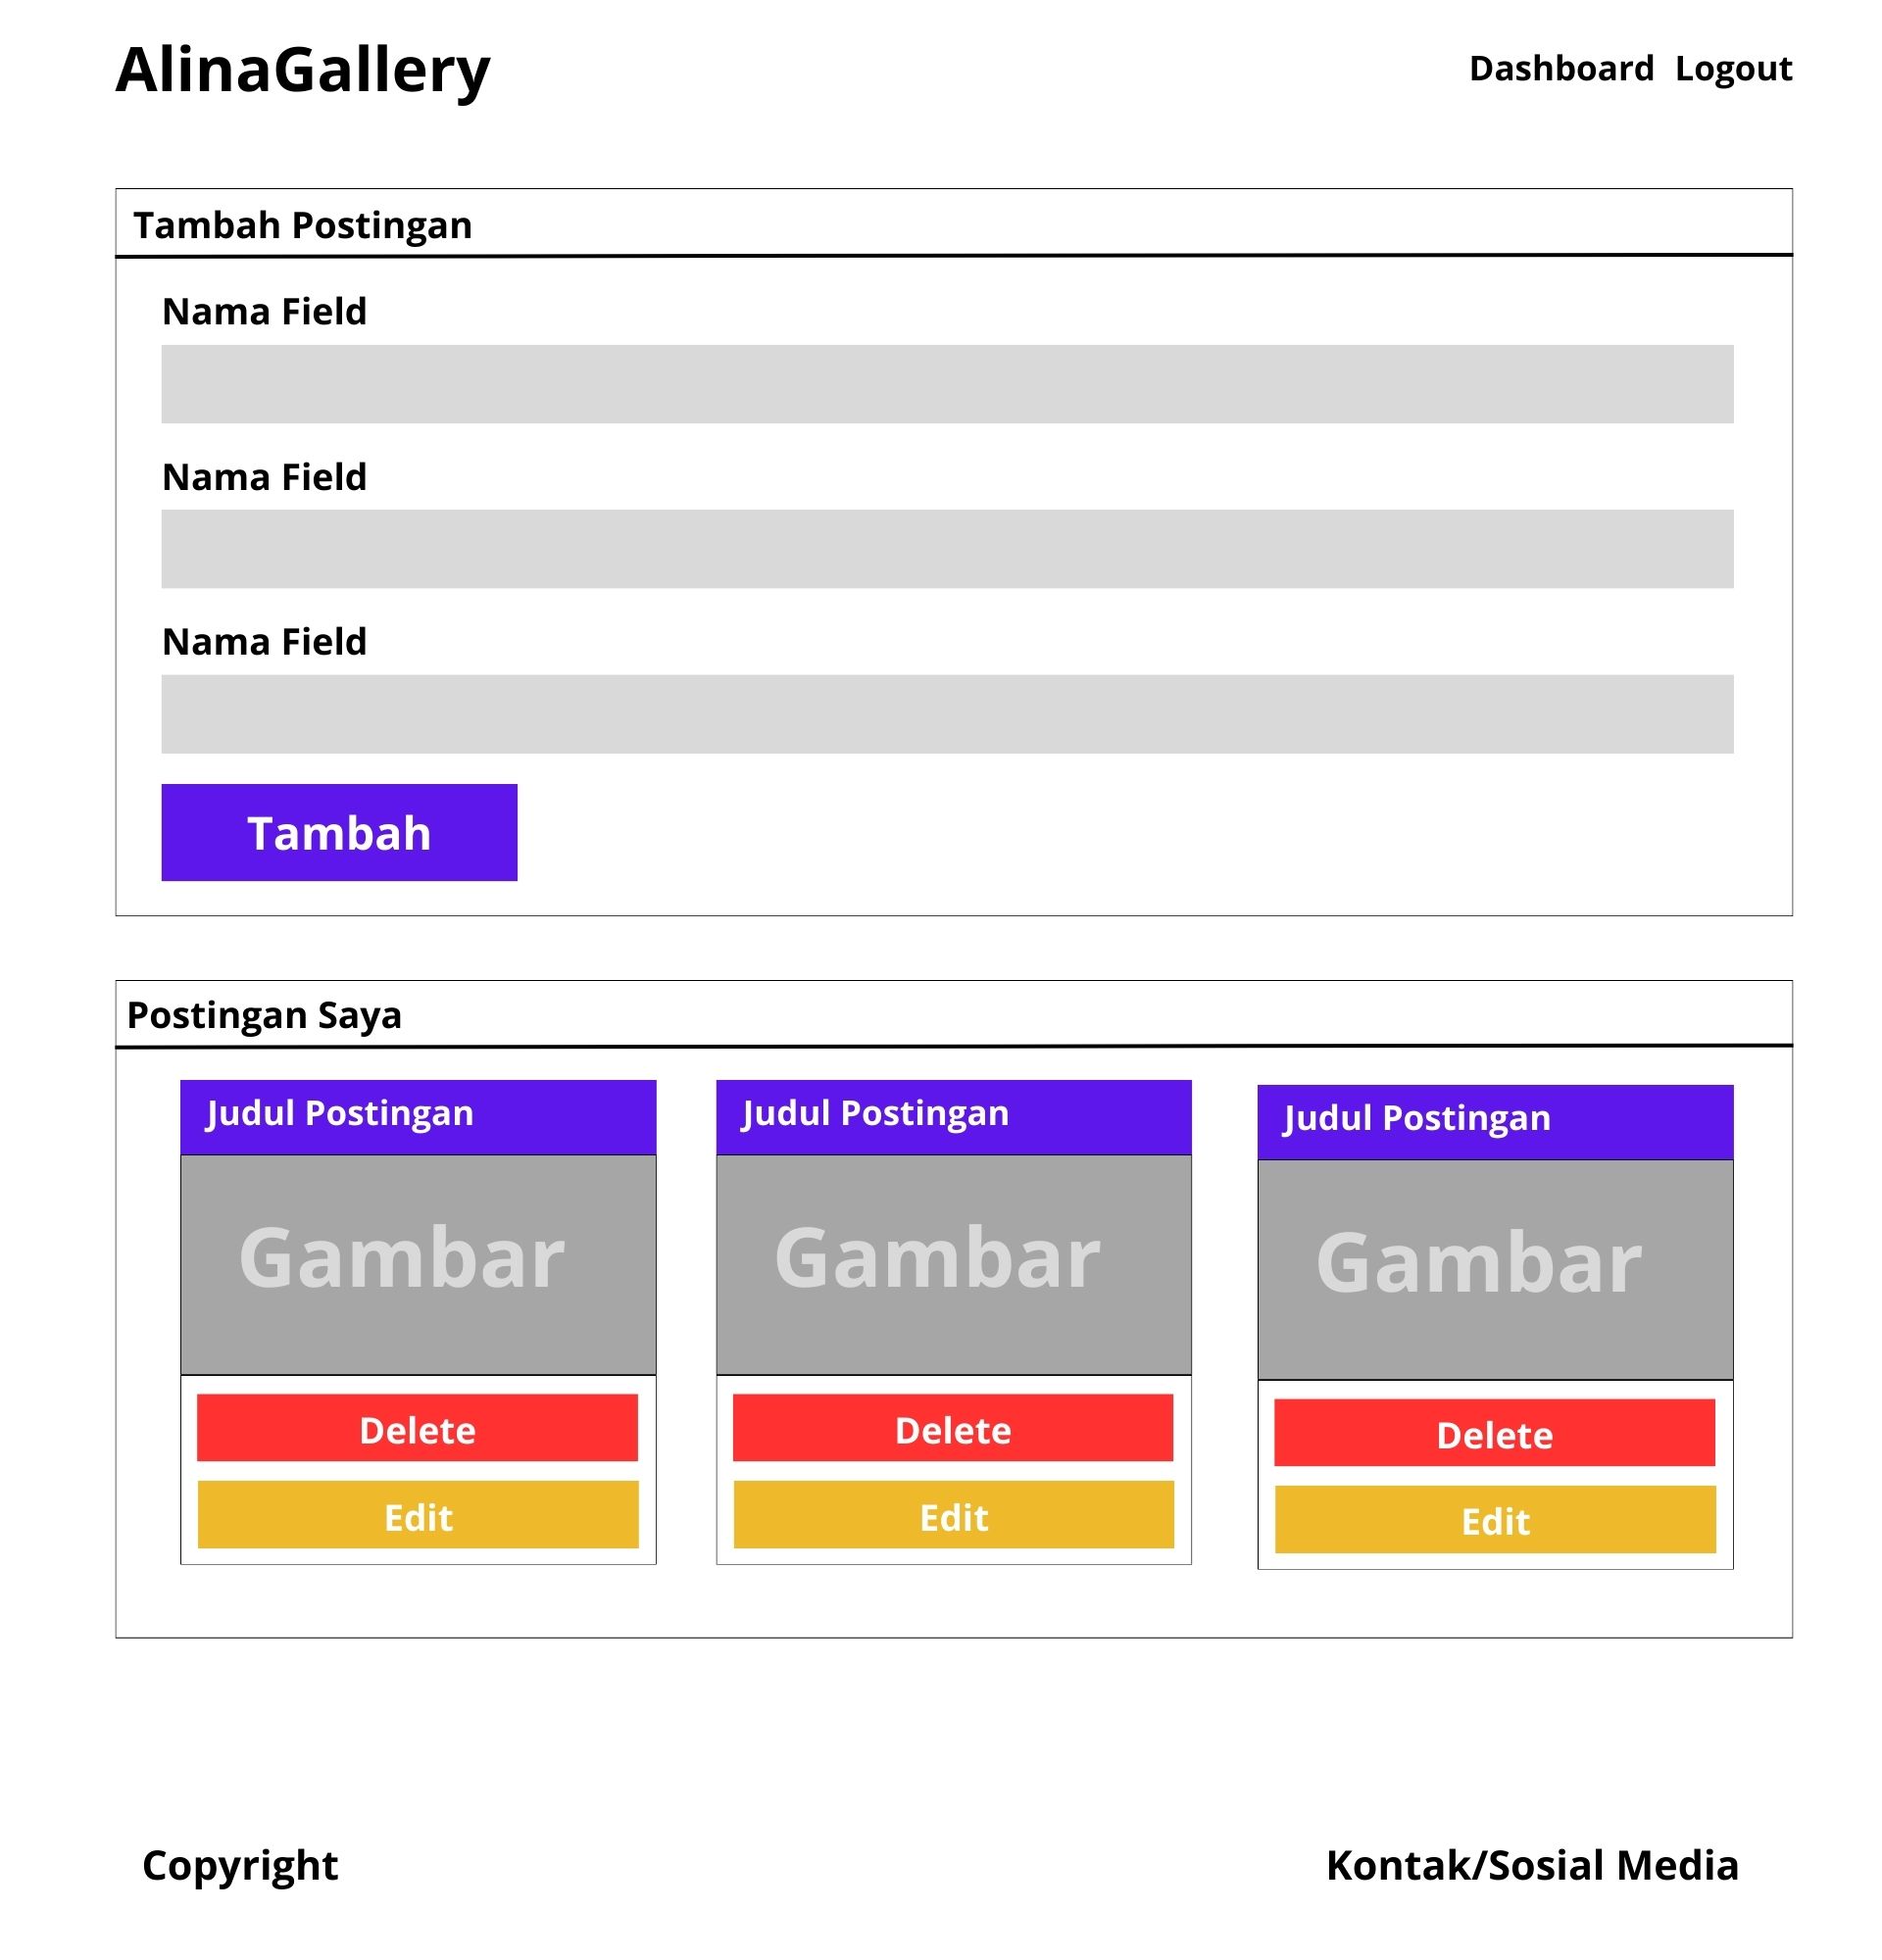 AlinaGallery
Dashboard Logout
Tambah Postingan
Nama Field
Nama Field
Nama Field
Tambah
Postingan Saya
Judul Postingan
Gambar
Delete
Edit
Judul Postingan
Gambar
Delete
Edit
Judul Postingan
Gambar
Delete
Edit
Copyright
Kontak/Sosial Media